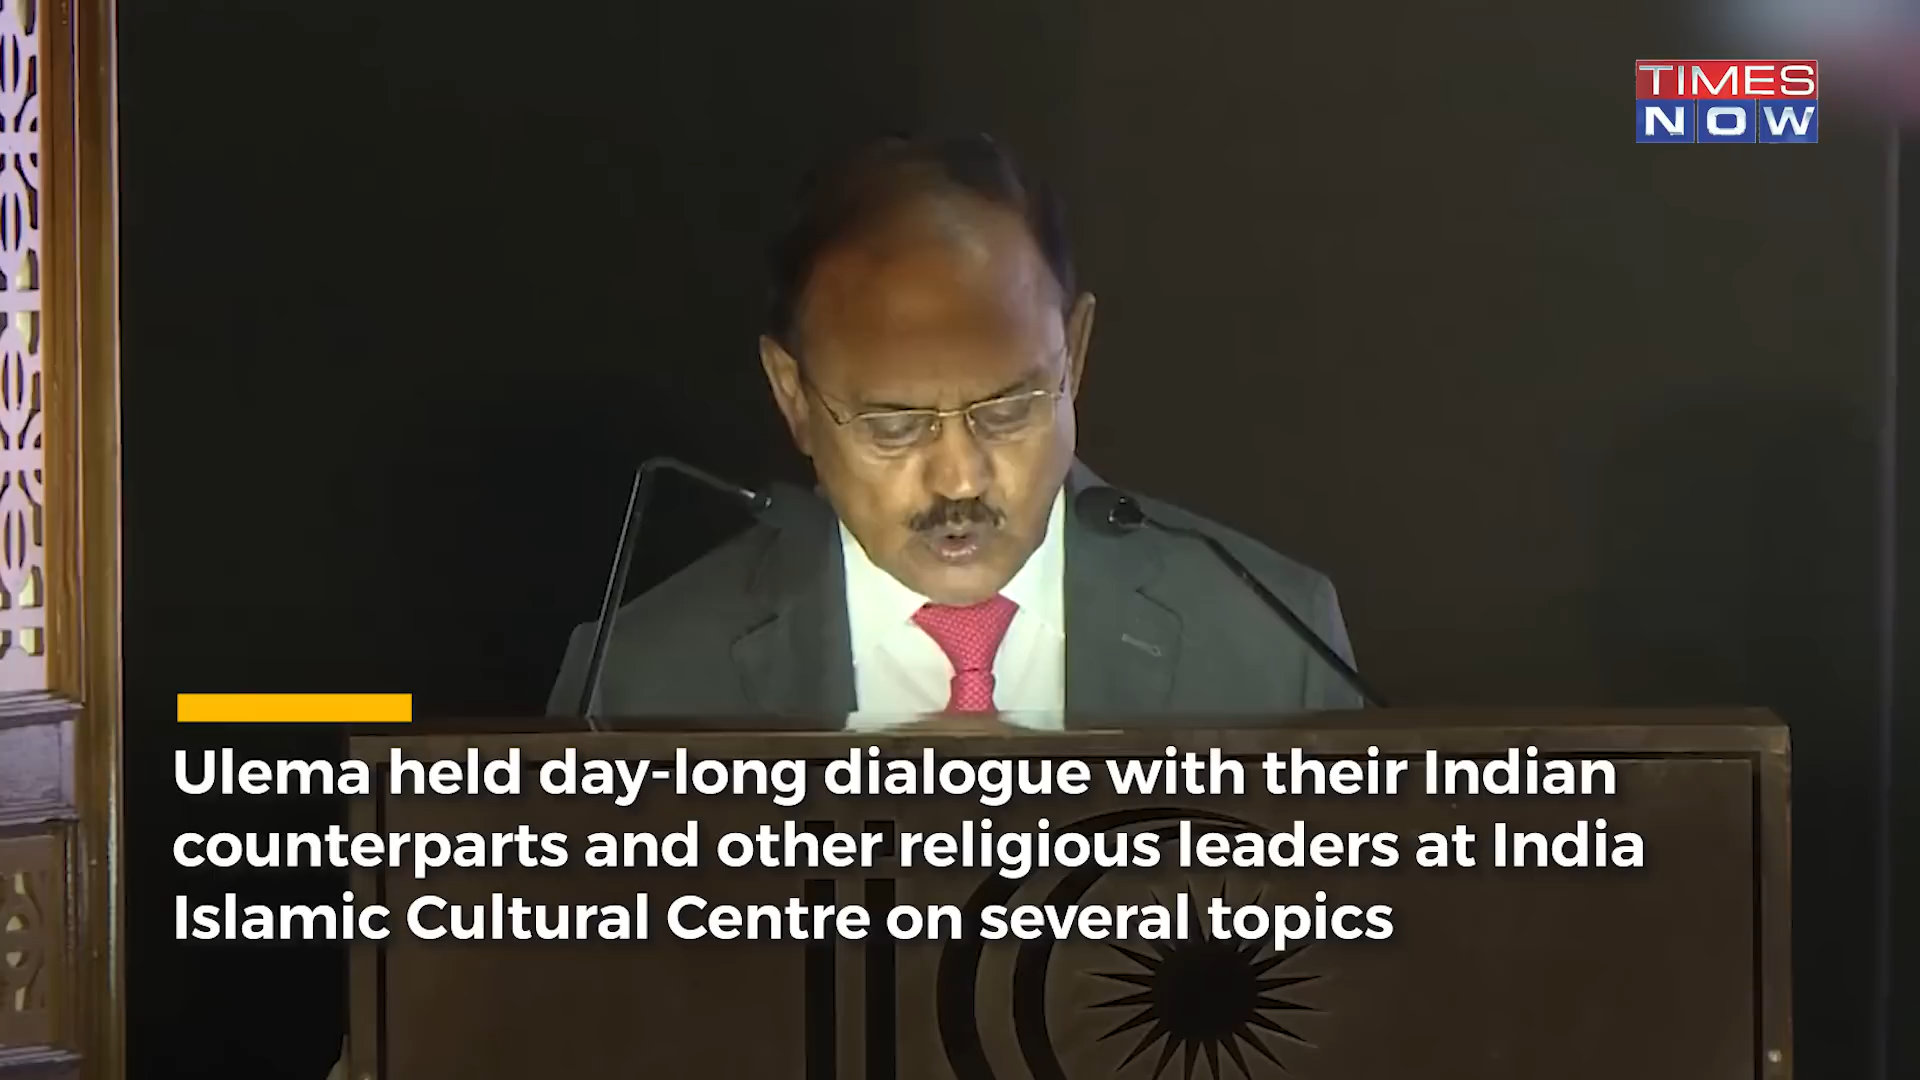 TIMES
NOW
Ulema held day-long dialogue with their Indian
counterparts and other religious leaders at India
Islamic Cultural Centre on several topics